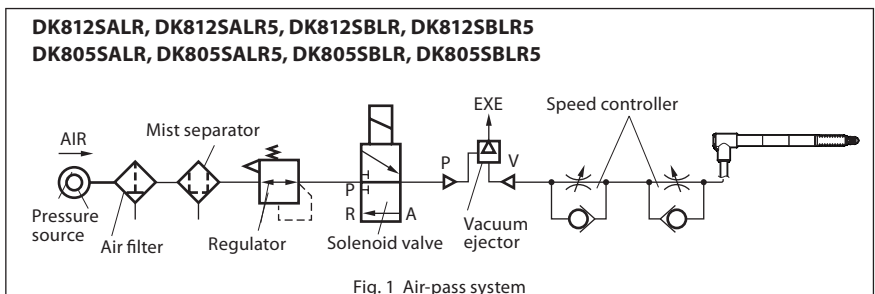 DK812SALR, DK812SALR5, DK812SBLR, DK812SBLR5
DK805SALR, DK805SALR5, DK805SBLR, DK805SBLR5
EXE
Speed controller
Mist separator
AIR
P
V
P
R
A
Pressure
source
Air filter
Regulator
Solenoid valve
Vacuum
ejector
Fig. 1 Air-pass system